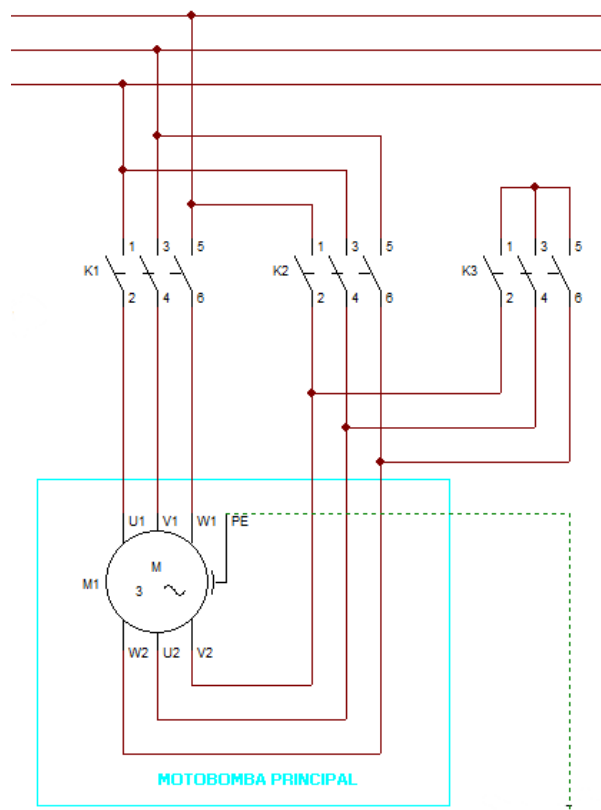 1 3 5 1 3 5 1 3 5
K1 K2 K3
2 4 6 2 4 6 2 4 6
U1 V1 W1 PE
M
M1 3
W2 U2 V2
MOTOBOMBA PRINCIPAL